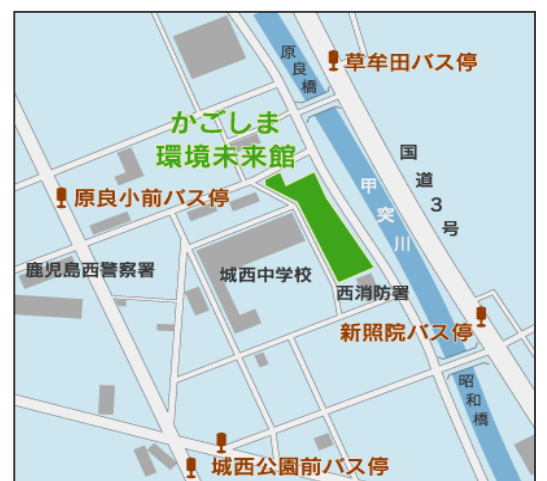 原良橋
草牟田バス停
かごしま
環境未来館
国道3号
甲突川
原良小前バス停
鹿児島西警察署
城西中学校
西消防署
新照院バス停
昭和橋
城西公園前バス停